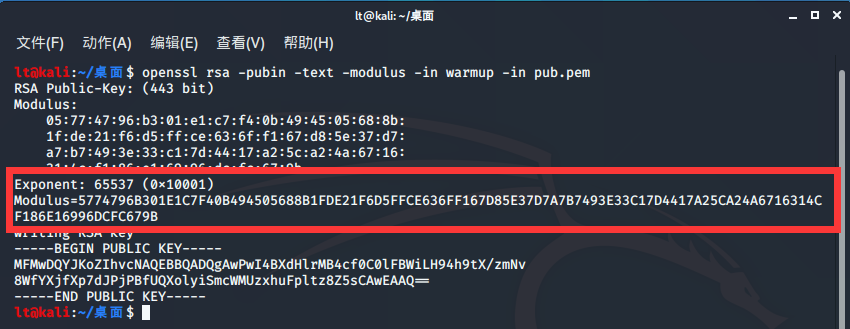 lt@kali: ~/桌面
文件(F) 动作(A) 编辑(E) 查看(V) 帮助(H)
lt@kali:~/桌面$ openssl rsa -pubin -text -modulus -in warmup -in pub.pem
RSA Public-Key: (443 bit)
Modulus:
05:77:47:96:b3:01:e1:c7:f4:0b:49:45:05:68:8b:
1f:de:21:f6:d5:ff:ce:63:6f:f1:67:d8:5e:37:d7:
a7:b7:49:3e:33:c1:7d:44:17:a2:5c:a2:4a:67:16:
Exponent: 65537 (0×10001)
Modulus=5774796B301E1C7F40B494505688B1FDE21F6D5FFCE636FF167D85E37D7A7B7493E33C17D4417A25CA24A6716314C
F186E16996DCFC679B
writing RSA key
-----BEGIN PUBLIC KEY-----
MFMwDQYJKoZIhvcNAQEBBQADQgAwPwI4BXdHlrMB4cf0C0lFBWiLH94h9tX/zmNv
8WfYXjfXp7dJPjPBfUQXolyiSmcWMUzxhuFpltz8Z5sCAwEAAQ==
-----END PUBLIC KEY-----
lt@kali:~/桌面$